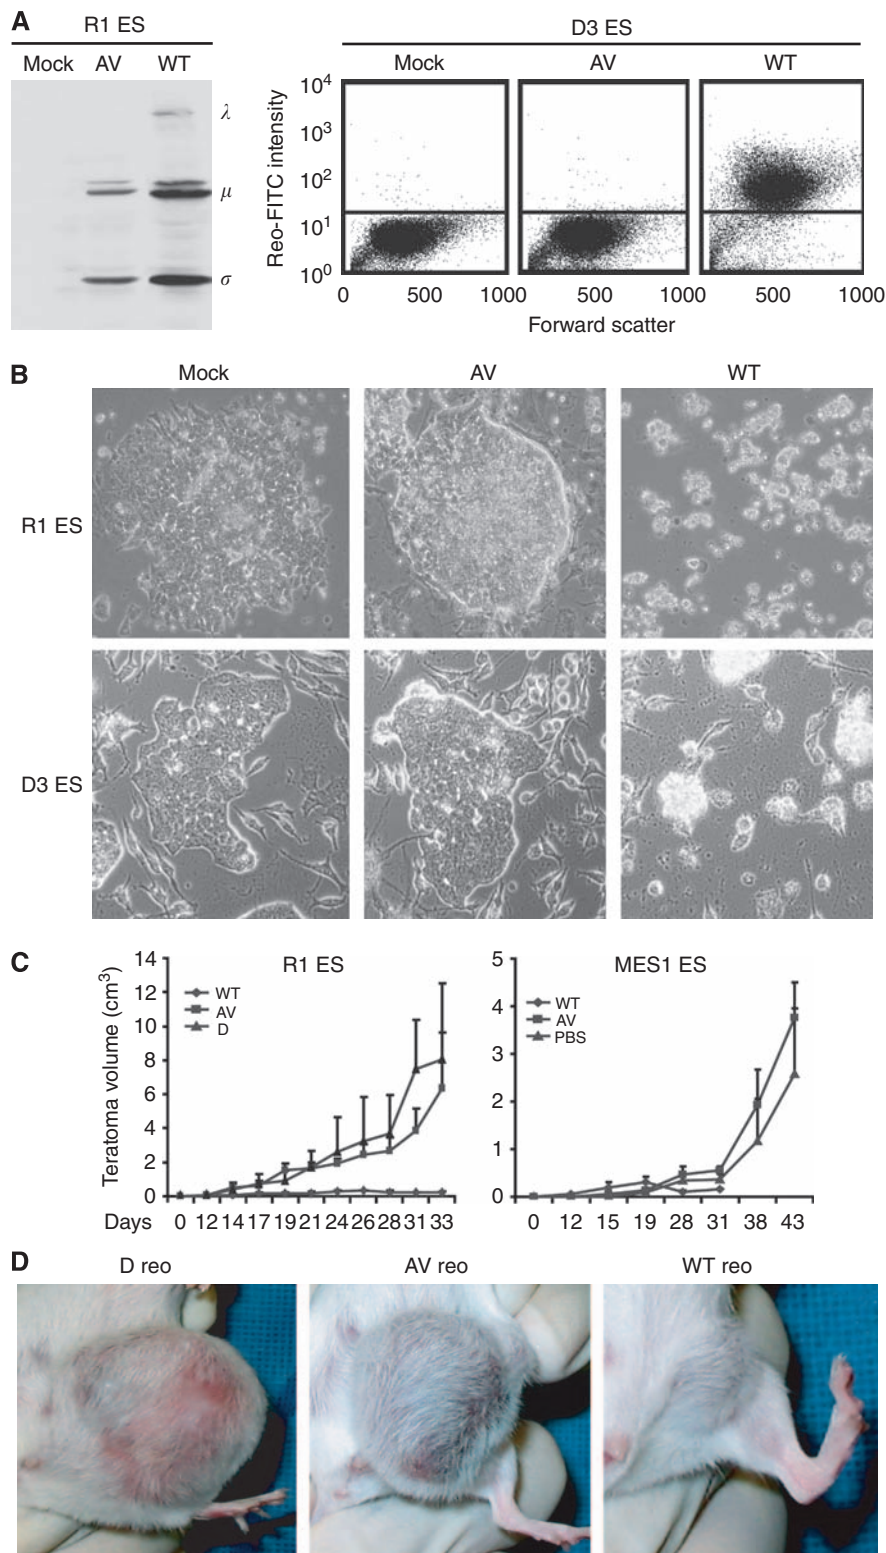 A
R1 ES
Mock AV WT
λ
μ
σ
D3 ES
Mock AV WT
Reo-FITC intensity
10⁴
10³
10²
10¹
10⁰
0 500 1000 500 1000 500 1000
Forward scatter
B
Mock AV WT
R1 ES
D3 ES
C
R1 ES
Teratoma volume (cm³)
14
12
10
8
6
4
2
0
WT
AV
D
Days 0 12 14 17 19 21 24 26 28 31 33
MES1 ES
5
4
3
2
1
0
WT
AV
PBS
0 12 15 19 28 31 38 43
D
D reo AV reo WT reo